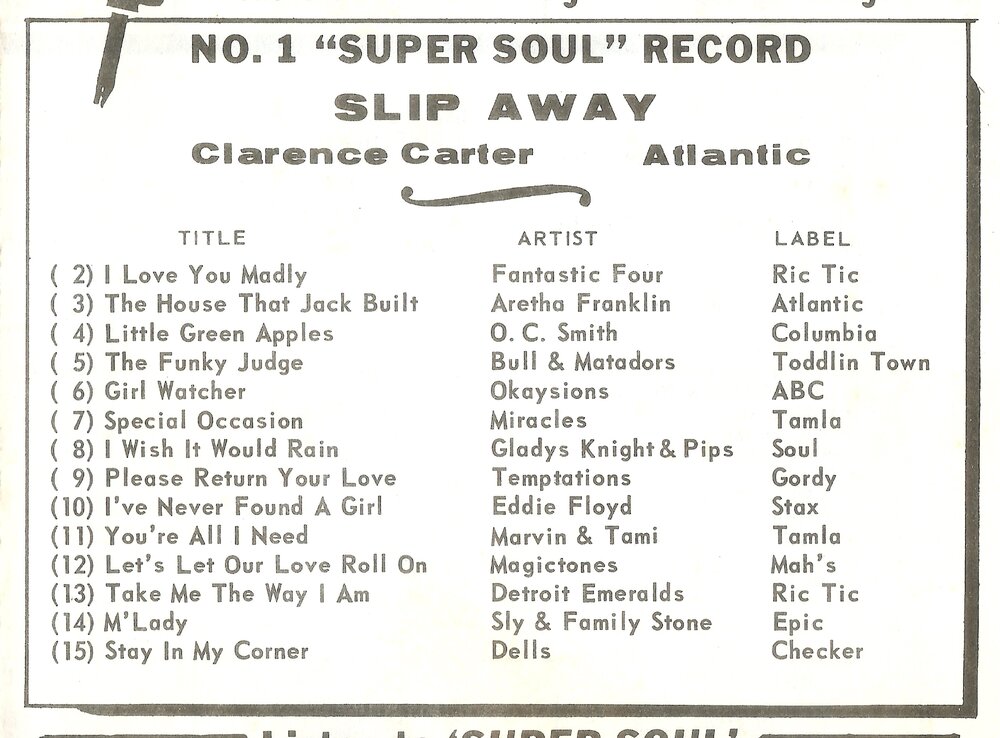 NO. 1 “SUPER SOUL” RECORD
SLIP AWAY
Clarence Carter Atlantic
TITLE ARTIST LABEL
( 2) I Love You Madly Fantastic Four Ric Tic
( 3) The House That Jack Built Aretha Franklin Atlantic
( 4) Little Green Apples O. C. Smith Columbia
( 5) The Funky Judge Bull & Matadors Toddlin Town
( 6) Girl Watcher Okaysions ABC
( 7) Special Occasion Miracles Tamla
( 8) I Wish It Would Rain Gladys Knight & Pips Soul
( 9) Please Return Your Love Temptations Gordy
(10) I've Never Found A Girl Eddie Floyd Stax
(11) You're All I Need Marvin & Tami Tamla
(12) Let's Let Our Love Roll On Magictones Mah's
(13) Take Me The Way I Am Detroit Emeralds Ric Tic
(14) M'Lady Sly & Family Stone Epic
(15) Stay In My Corner Dells Checker
‘SUPER SOUL’